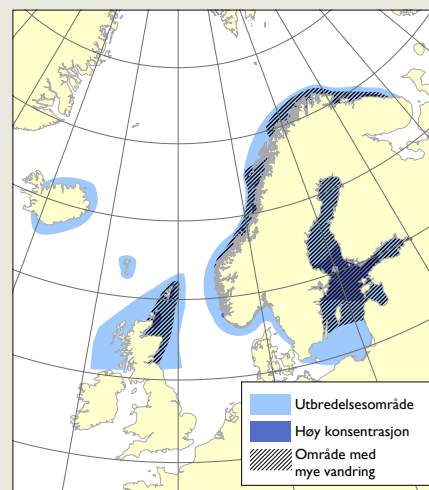 Utbredelsesområde
Høy konsentrasjon
Område med
mye vandring